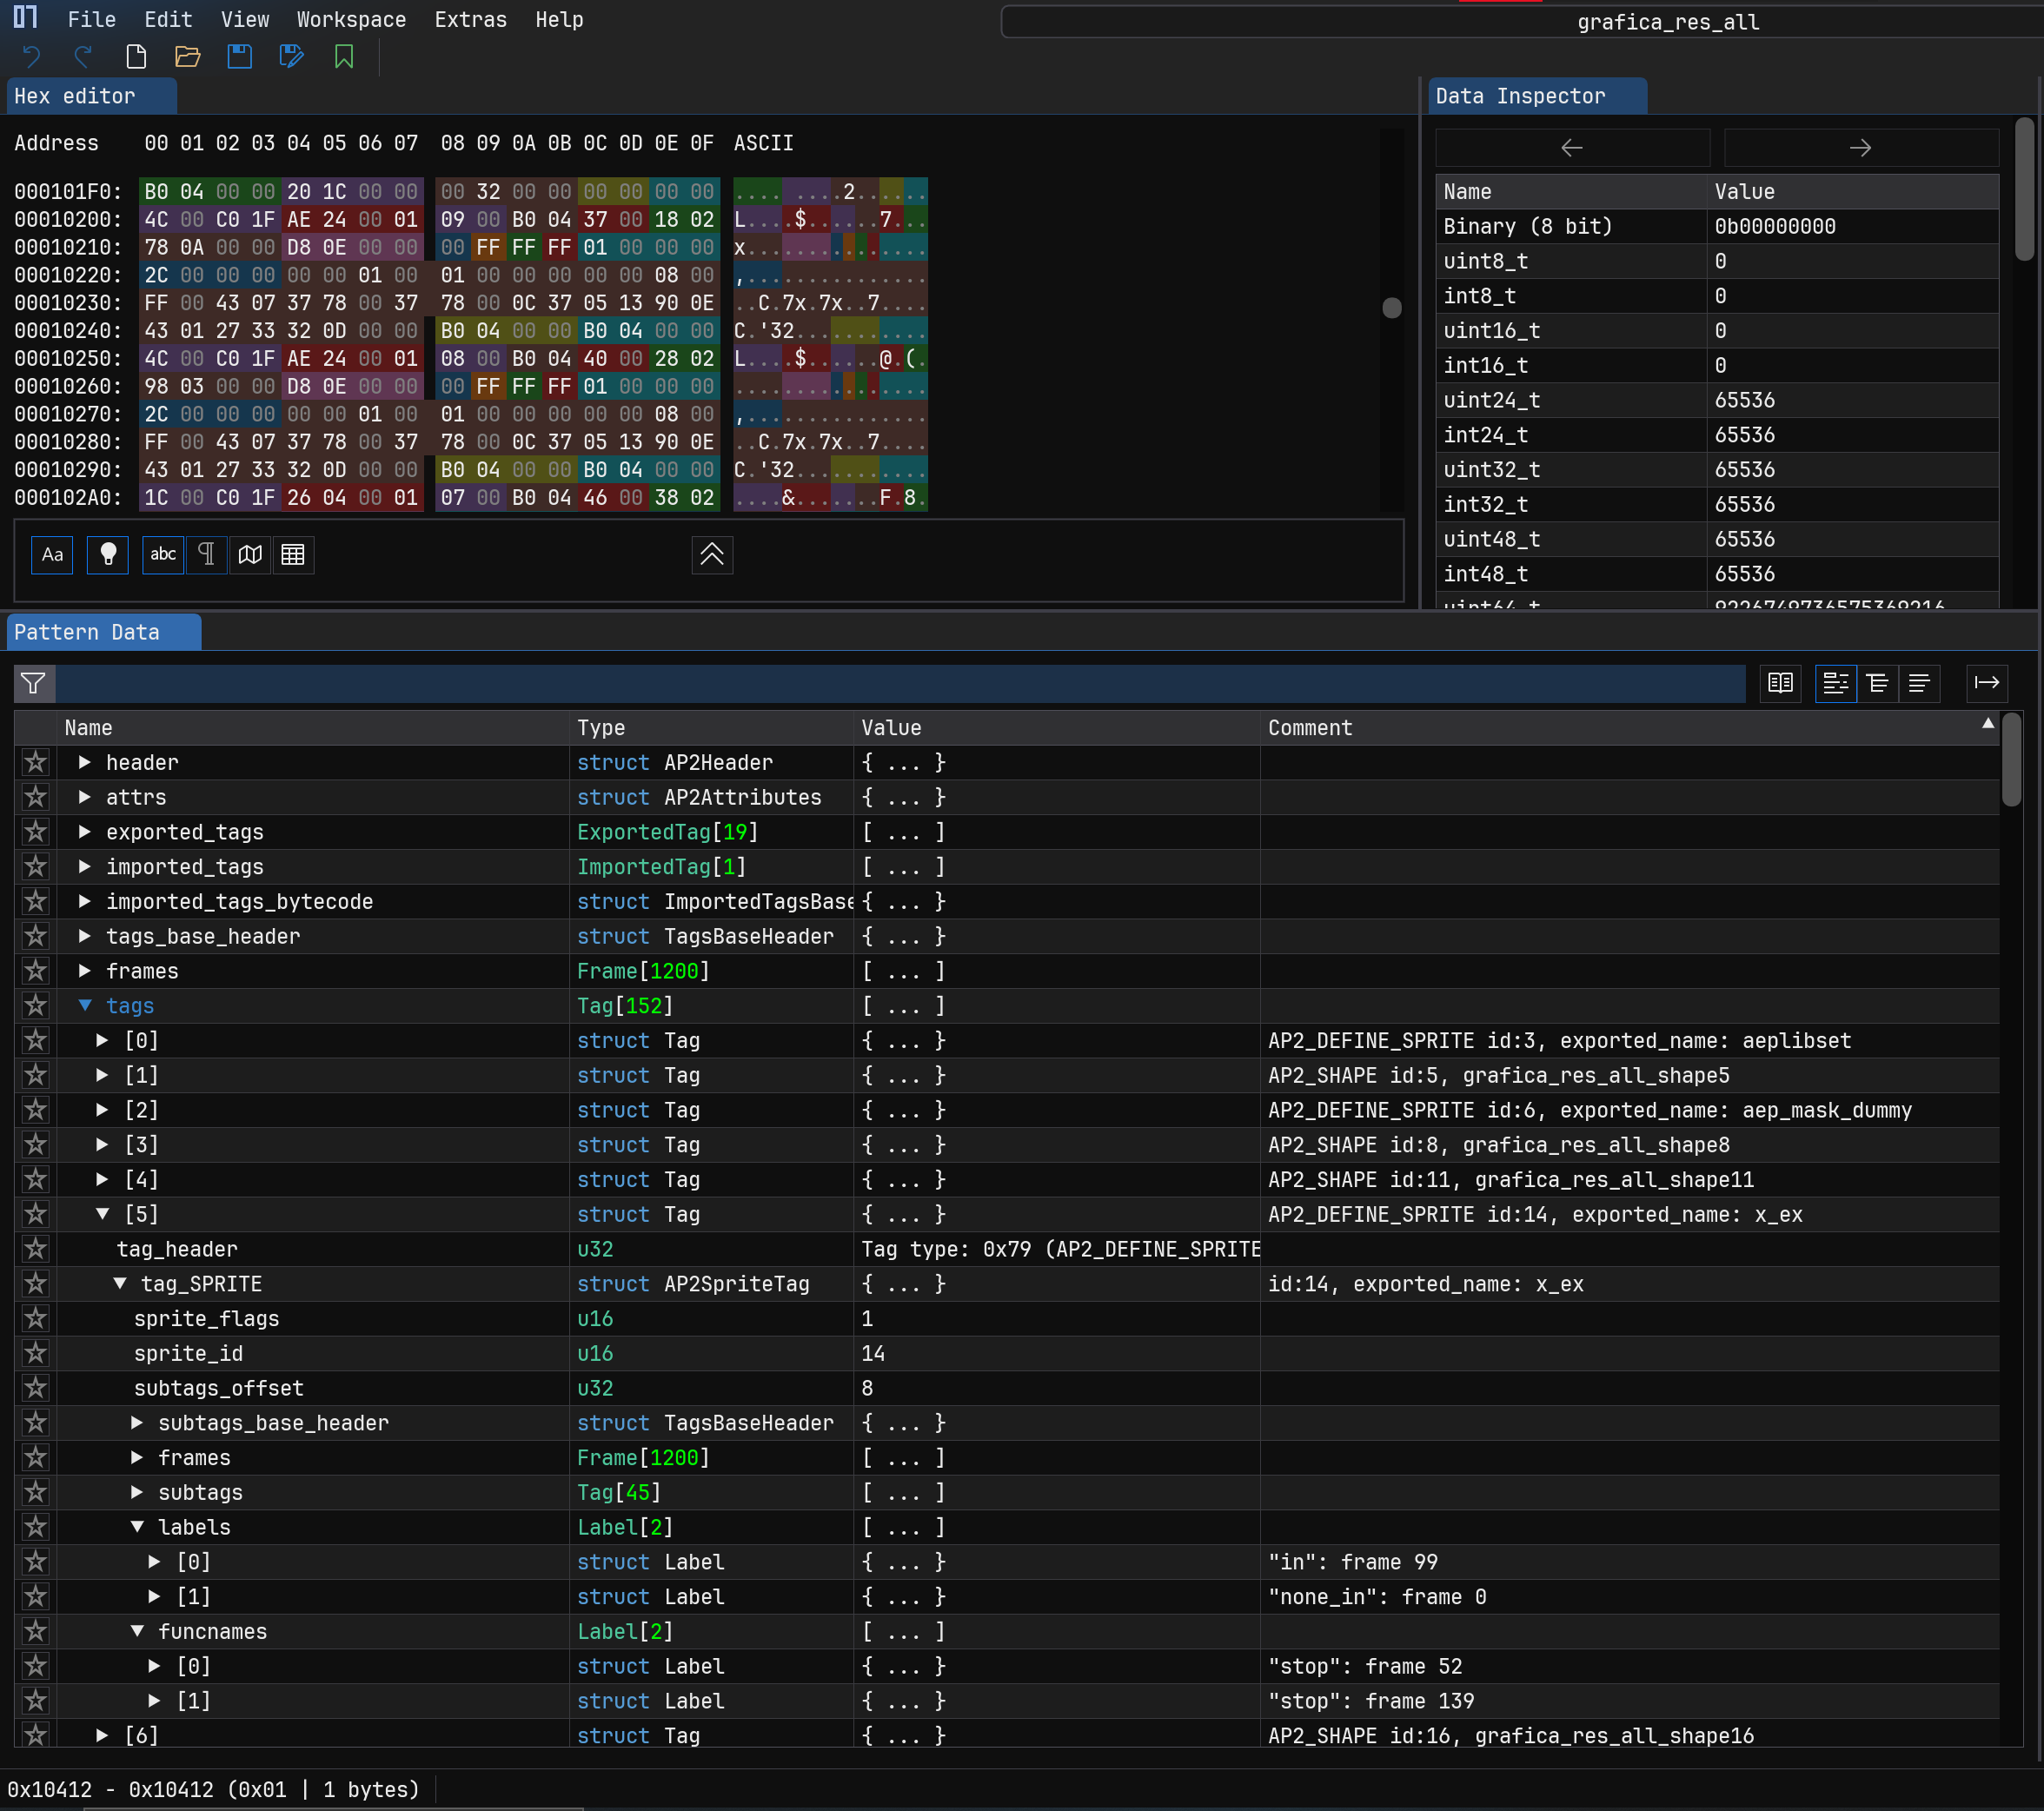 File Edit View Workspace Extras Help
grafica_res_all
Hex editor
Address 00 01 02 03 04 05 06 07 08 09 0A 0B 0C 0D 0E 0F ASCII
000101F0: B0 04 00 00 20 1C 00 00 00 32 00 00 00 00 00 00 .... ....2......
00010200: 4C 00 C0 1F AE 24 00 01 09 00 B0 04 37 00 18 02 L....$......7...
00010210: 78 0A 00 00 D8 0E 00 00 00 FF FF FF 01 00 00 00 x...............
00010220: 2C 00 00 00 00 00 01 00 01 00 00 00 00 00 08 00 ,...............
00010230: FF 00 43 07 37 78 00 37 78 00 0C 37 05 13 90 0E ..C.7x.7x..7....
00010240: 43 01 27 33 32 0D 00 00 B0 04 00 00 B0 04 00 00 C.'32...........
00010250: 4C 00 C0 1F AE 24 00 01 08 00 B0 04 40 00 28 02 L....$......@.(.
00010260: 98 03 00 00 D8 0E 00 00 00 FF FF FF 01 00 00 00 ................
00010270: 2C 00 00 00 00 00 01 00 01 00 00 00 00 00 08 00 ,...............
00010280: FF 00 43 07 37 78 00 37 78 00 0C 37 05 13 90 0E ..C.7x.7x..7....
00010290: 43 01 27 33 32 0D 00 00 B0 04 00 00 B0 04 00 00 C.'32...........
000102A0: 1C 00 C0 1F 26 04 00 01 07 00 B0 04 46 00 38 02 ....&.......F.8.
Aa abc
Data Inspector
Name Value
Binary (8 bit) 0b00000000
uint8_t 0
int8_t 0
uint16_t 0
int16_t 0
uint24_t 65536
int24_t 65536
uint32_t 65536
int32_t 65536
uint48_t 65536
int48_t 65536
uint64_t
Pattern Data
Name Type Value Comment
header struct AP2Header { ... }
attrs struct AP2Attributes { ... }
exported_tags ExportedTag[19] [ ... ]
imported_tags ImportedTag[1] [ ... ]
imported_tags_bytecode struct ImportedTagsBase { ... }
tags_base_header struct TagsBaseHeader { ... }
frames Frame[1200] [ ... ]
tags Tag[152] [ ... ]
[0] struct Tag { ... } AP2_DEFINE_SPRITE id:3, exported_name: aeplibset
[1] struct Tag { ... } AP2_SHAPE id:5, grafica_res_all_shape5
[2] struct Tag { ... } AP2_DEFINE_SPRITE id:6, exported_name: aep_mask_dummy
[3] struct Tag { ... } AP2_SHAPE id:8, grafica_res_all_shape8
[4] struct Tag { ... } AP2_SHAPE id:11, grafica_res_all_shape11
[5] struct Tag { ... } AP2_DEFINE_SPRITE id:14, exported_name: x_ex
tag_header u32 Tag type: 0x79 (AP2_DEFINE_SPRITE
tag_SPRITE struct AP2SpriteTag { ... } id:14, exported_name: x_ex
sprite_flags u16 1
sprite_id u16 14
subtags_offset u32 8
subtags_base_header struct TagsBaseHeader { ... }
frames Frame[1200] [ ... ]
subtags Tag[45] [ ... ]
labels Label[2] [ ... ]
[0] struct Label { ... } "in": frame 99
[1] struct Label { ... } "none_in": frame 0
funcnames Label[2] [ ... ]
[0] struct Label { ... } "stop": frame 52
[1] struct Label { ... } "stop": frame 139
[6] struct Tag { ... } AP2_SHAPE id:16, grafica_res_all_shape16
0x10412 - 0x10412 (0x01 | 1 bytes)